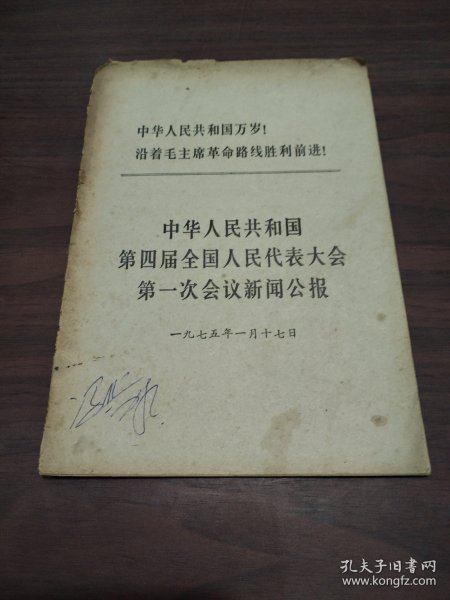 中华人民共和国万岁！
沿着毛主席革命路线胜利前进！
中华人民共和国
第四届全国人民代表大会
第一次会议新闻公报
一九七五年一月十七日
孔夫子旧书网
www.kongfz.com